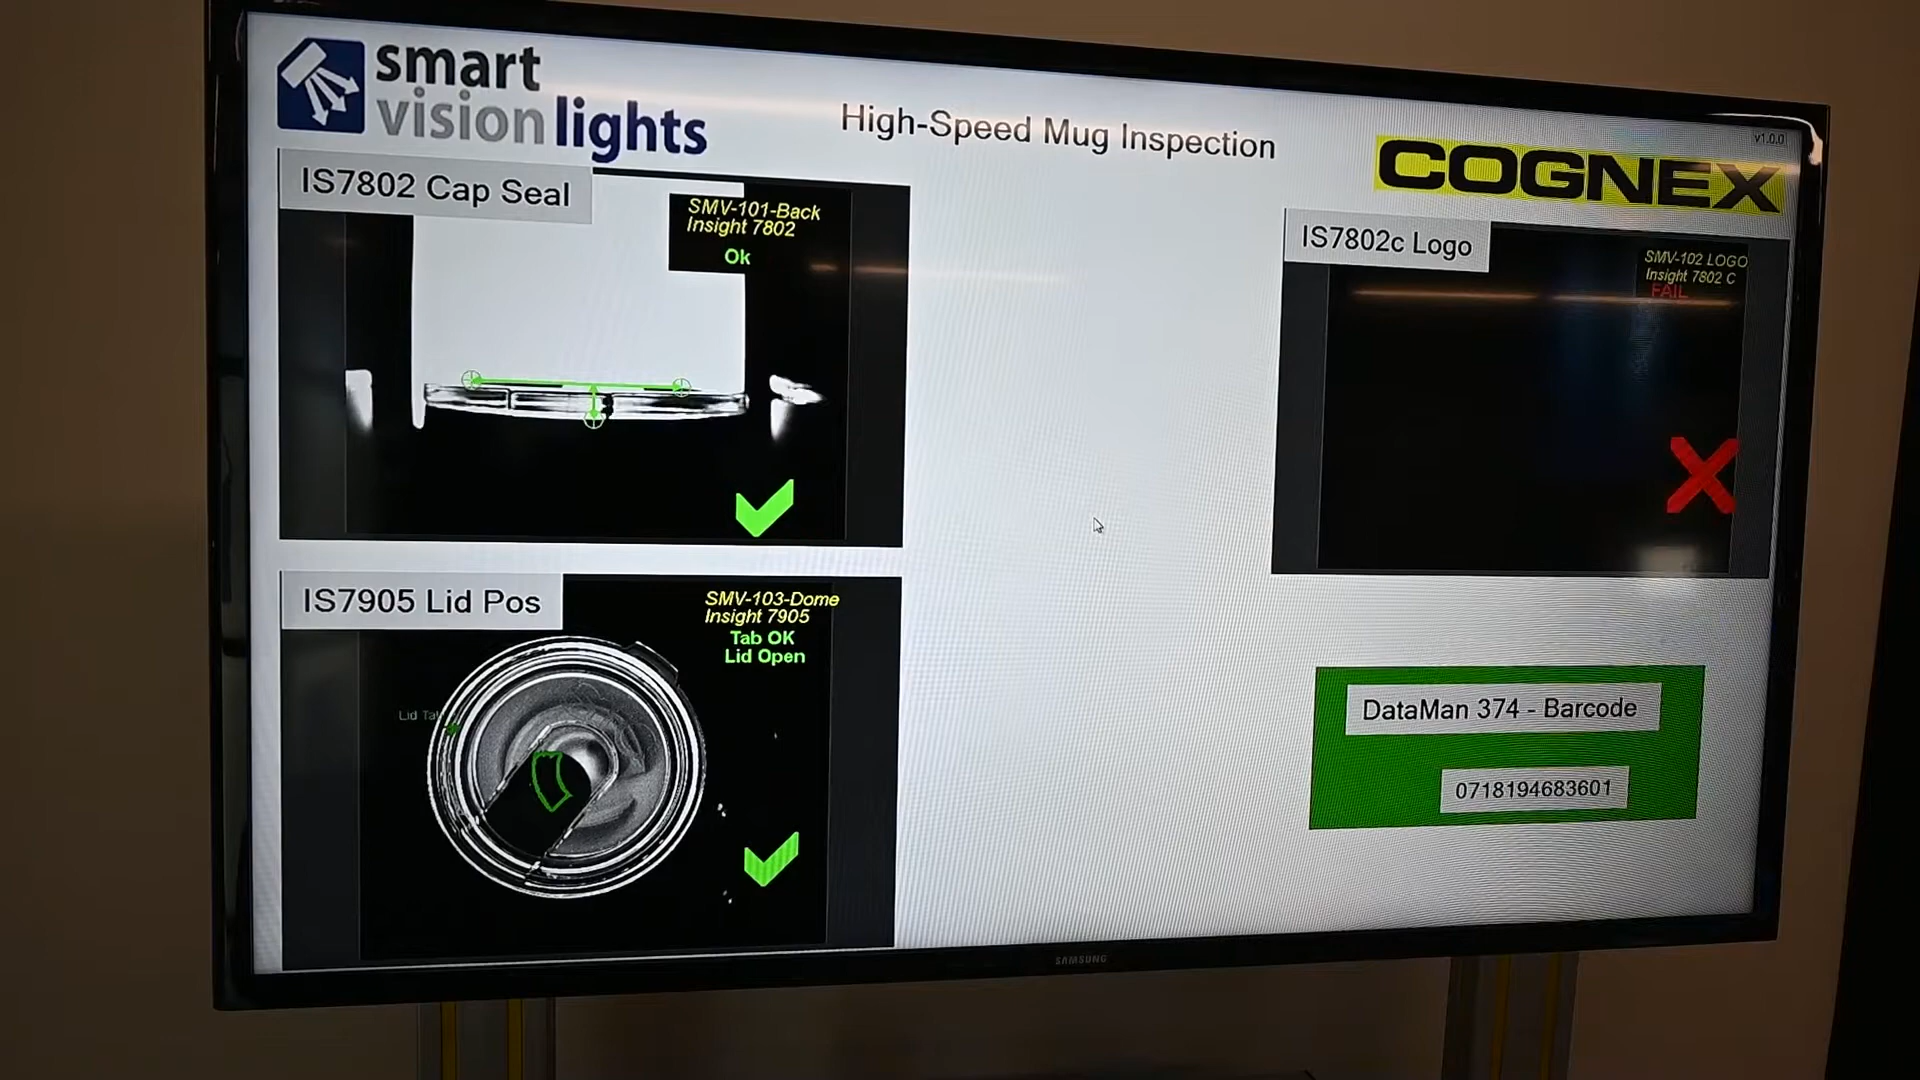 smart
vision lights
High-Speed Mug Inspection
v1.0.0
COGNEX
IS7802 Cap Seal
SMV-101-Back
Insight 7802
Ok
IS7802c Logo
SMV-102 LOGO
Insight 7802 C
FAIL
IS7905 Lid Pos
SMV-103-Dome
Insight 7905
Tab OK
Lid Open
Lid Tab
DataMan 374 - Barcode
0718194683601
SAMSUNG